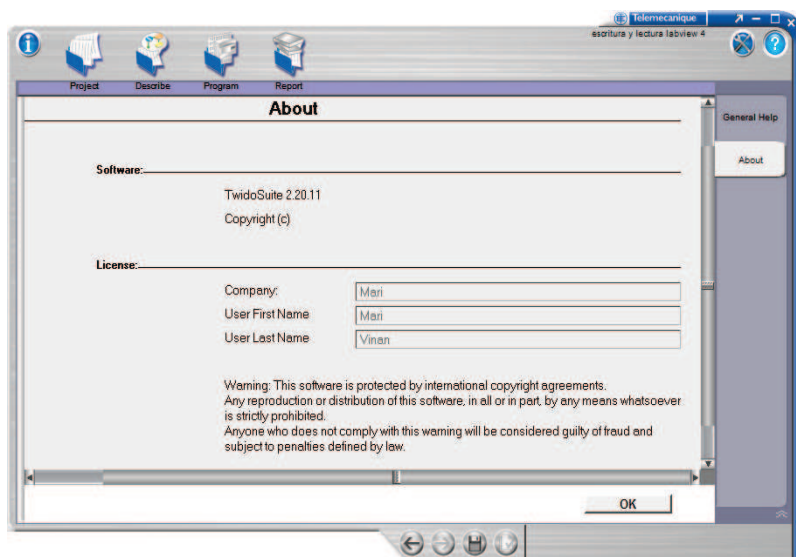 Telemecanique
escritura y lectura labview 4
Project Describe Program Report
About
General Help
About
Software:
TwidoSuite 2.20.11
Copyright (c)
License:
Company: Mari
User First Name Mari
User Last Name Vinan
Warning: This software is protected by international copyright agreements.
Any reproduction or distribution of this software, in all or in part, by any means whatsoever
is strictly prohibited.
Anyone who does not comply with this warning will be considered guilty of fraud and
subject to penalties defined by law.
OK